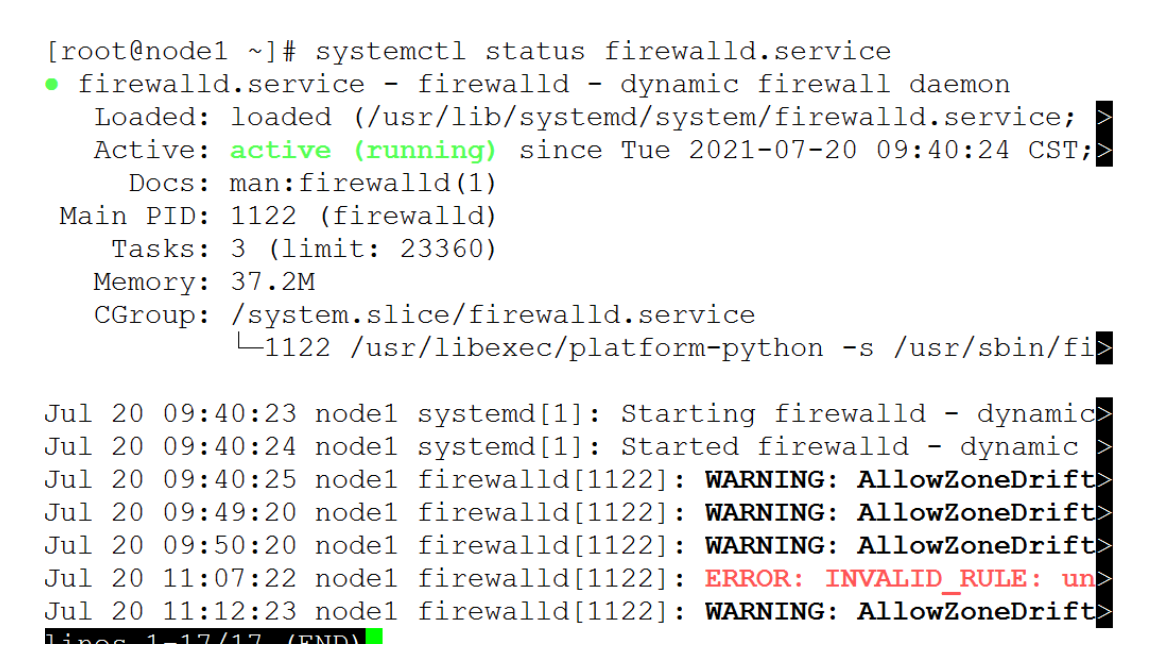 [root@node1 ~]# systemctl status firewalld.service
● firewalld.service - firewalld - dynamic firewall daemon
Loaded: loaded (/usr/lib/systemd/system/firewalld.service; >
Active: active (running) since Tue 2021-07-20 09:40:24 CST;>
Docs: man:firewalld(1)
Main PID: 1122 (firewalld)
Tasks: 3 (limit: 23360)
Memory: 37.2M
CGroup: /system.slice/firewalld.service
└─1122 /usr/libexec/platform-python -s /usr/sbin/fi>
Jul 20 09:40:23 node1 systemd[1]: Starting firewalld - dynamic>
Jul 20 09:40:24 node1 systemd[1]: Started firewalld - dynamic >
Jul 20 09:40:25 node1 firewalld[1122]: WARNING: AllowZoneDrift>
Jul 20 09:49:20 node1 firewalld[1122]: WARNING: AllowZoneDrift>
Jul 20 09:50:20 node1 firewalld[1122]: WARNING: AllowZoneDrift>
Jul 20 11:07:22 node1 firewalld[1122]: ERROR: INVALID_RULE: un>
Jul 20 11:12:23 node1 firewalld[1122]: WARNING: AllowZoneDrift>
lines 1-17/17 (END)